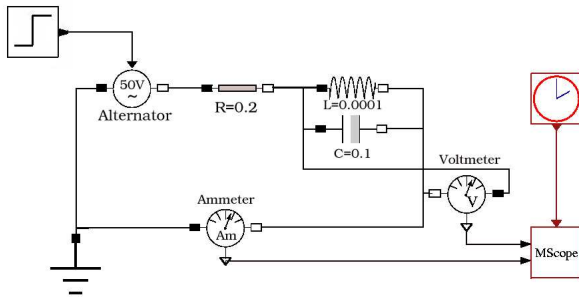 50V
~
Alternator
R=0.2
L=0.0001
C=0.1
Voltmeter
V
Ammeter
Am
MScope